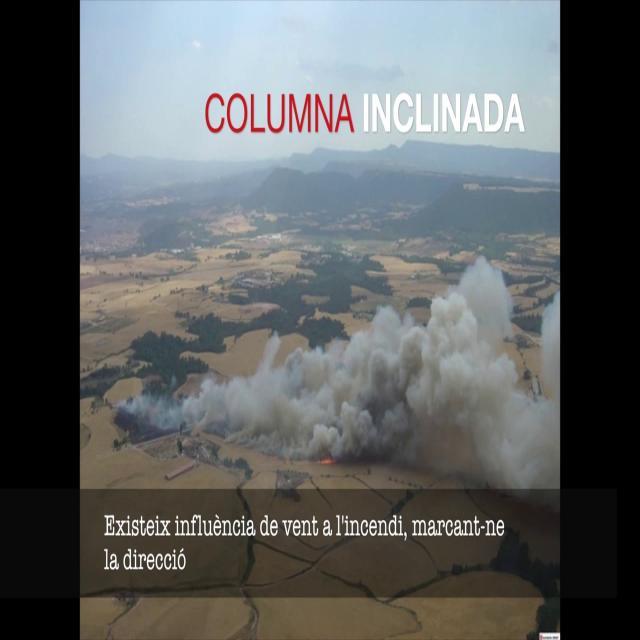 COLUMNA INCLINADA
Existeix influència de vent a l'incendi, marcant-ne
la direcció